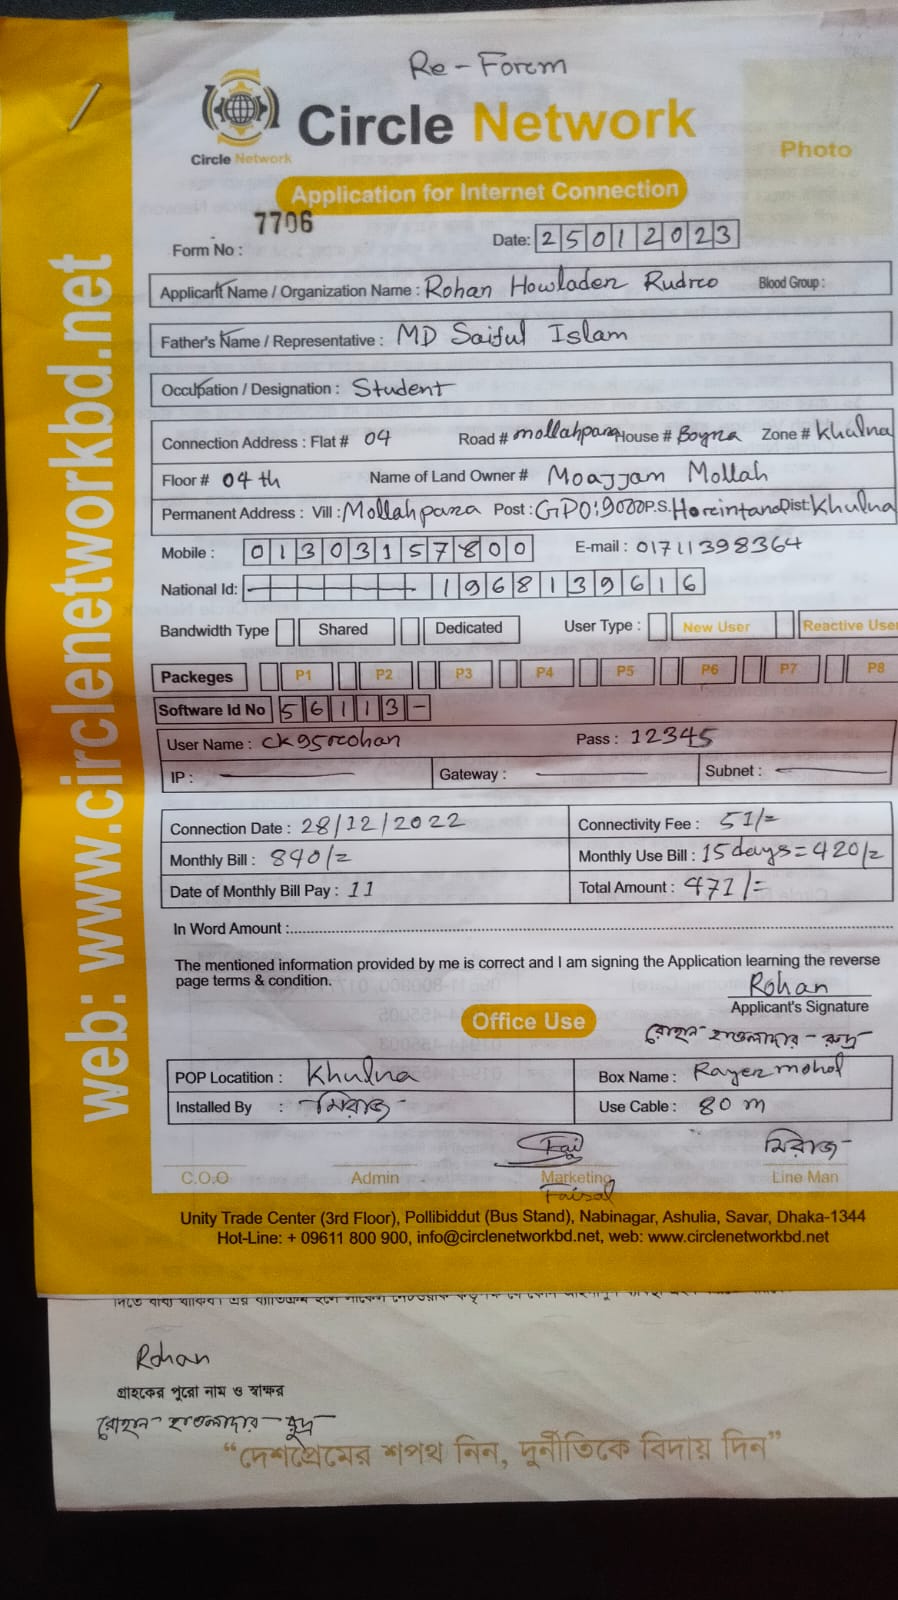 Re-Form
Circle Network
Circle Network
Photo
Application for Internet Connection
7706
Form No :
Date: 25012023
Applicant Name / Organization Name : Rohan Howlader Rudro Blood Group :
Father's Name / Representative : MD Saiful Islam
Occupation / Designation : Student
Connection Address : Flat # 04 Road # mollahpara House # Boyra Zone # Khulna
Floor # 04 th Name of Land Owner # Moajjam Mollah
Permanent Address : Vill : Mollahpara Post : GPO:9000 P.S. Horeintana Dist: Khulna
Mobile : 01303157800 E-mail : 01711398364
National Id: 1968139616
Bandwidth Type Shared Dedicated User Type : New User Reactive User
Packeges P1 P2 P3 P4 P5 P6 P7 P8
Software Id No 56113-
User Name : ck95rohan Pass : 12345
IP : Gateway : Subnet :
Connection Date : 28/12/2022 Connectivity Fee : 51/=
Monthly Bill : 840/= Monthly Use Bill : 15 days = 420/=
Date of Monthly Bill Pay : 11 Total Amount : 471/=
In Word Amount :
The mentioned information provided by me is correct and I am signing the Application learning the reverse
page terms & condition.
Rohan
Applicant's Signature
Office Use
রোহান হাওলাদার রুদ্র
POP Locatition : Khulna Box Name : Rayermohol
Installed By : মিরাজ Use Cable : 80 m
মিরাজ
C.O.O Admin Marketing Line Man
Faisal
Unity Trade Center (3rd Floor), Pollibiddut (Bus Stand), Nabinagar, Ashulia, Savar, Dhaka-1344
Hot-Line: + 09611 800 900, info@circlenetworkbd.net, web: www.circlenetworkbd.net
web: www.circlenetworkbd.net
Rohan
গ্রাহকের পুরো নাম ও স্বাক্ষর
রোহান হাওলাদার রুদ্র
“দেশপ্রেমের শপথ নিন, দুর্নীতিকে বিদায় দিন”